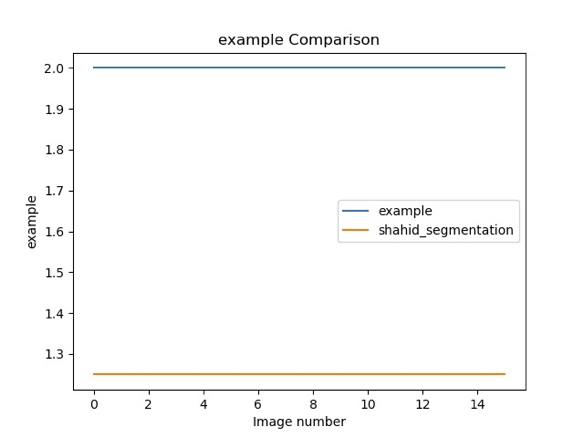 example Comparison
2.0
1.9
1.8
1.7
1.6
1.5
1.4
1.3
example
example
shahid_segmentation
0 2 4 6 8 10 12 14
Image number